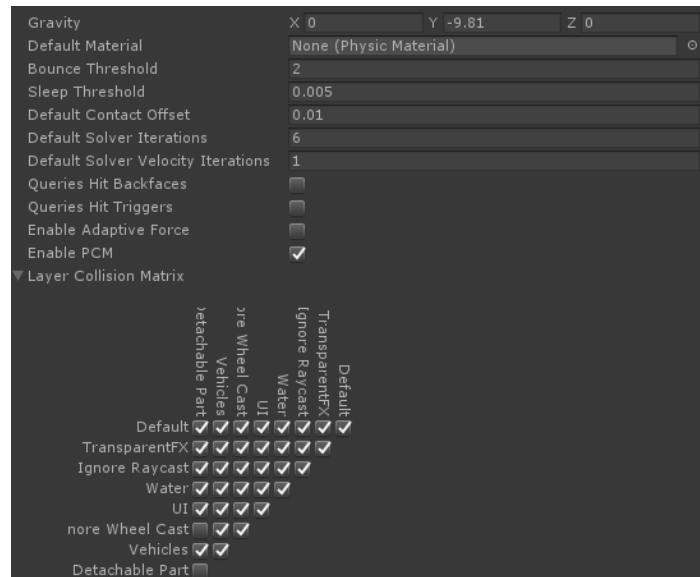 Gravity X 0 Y -9.81 Z 0
Default Material None (Physic Material)
Bounce Threshold 2
Sleep Threshold 0.005
Default Contact Offset 0.01
Default Solver Iterations 6
Default Solver Velocity Iterations 1
Queries Hit Backfaces
Queries Hit Triggers
Enable Adaptive Force
Enable PCM
Layer Collision Matrix
Detachable Part
Vehicles
ore Wheel Cast
UI
Water
Ignore Raycast
TransparentFX
Default
Default
TransparentFX
Ignore Raycast
Water
UI
nore Wheel Cast
Vehicles
Detachable Part